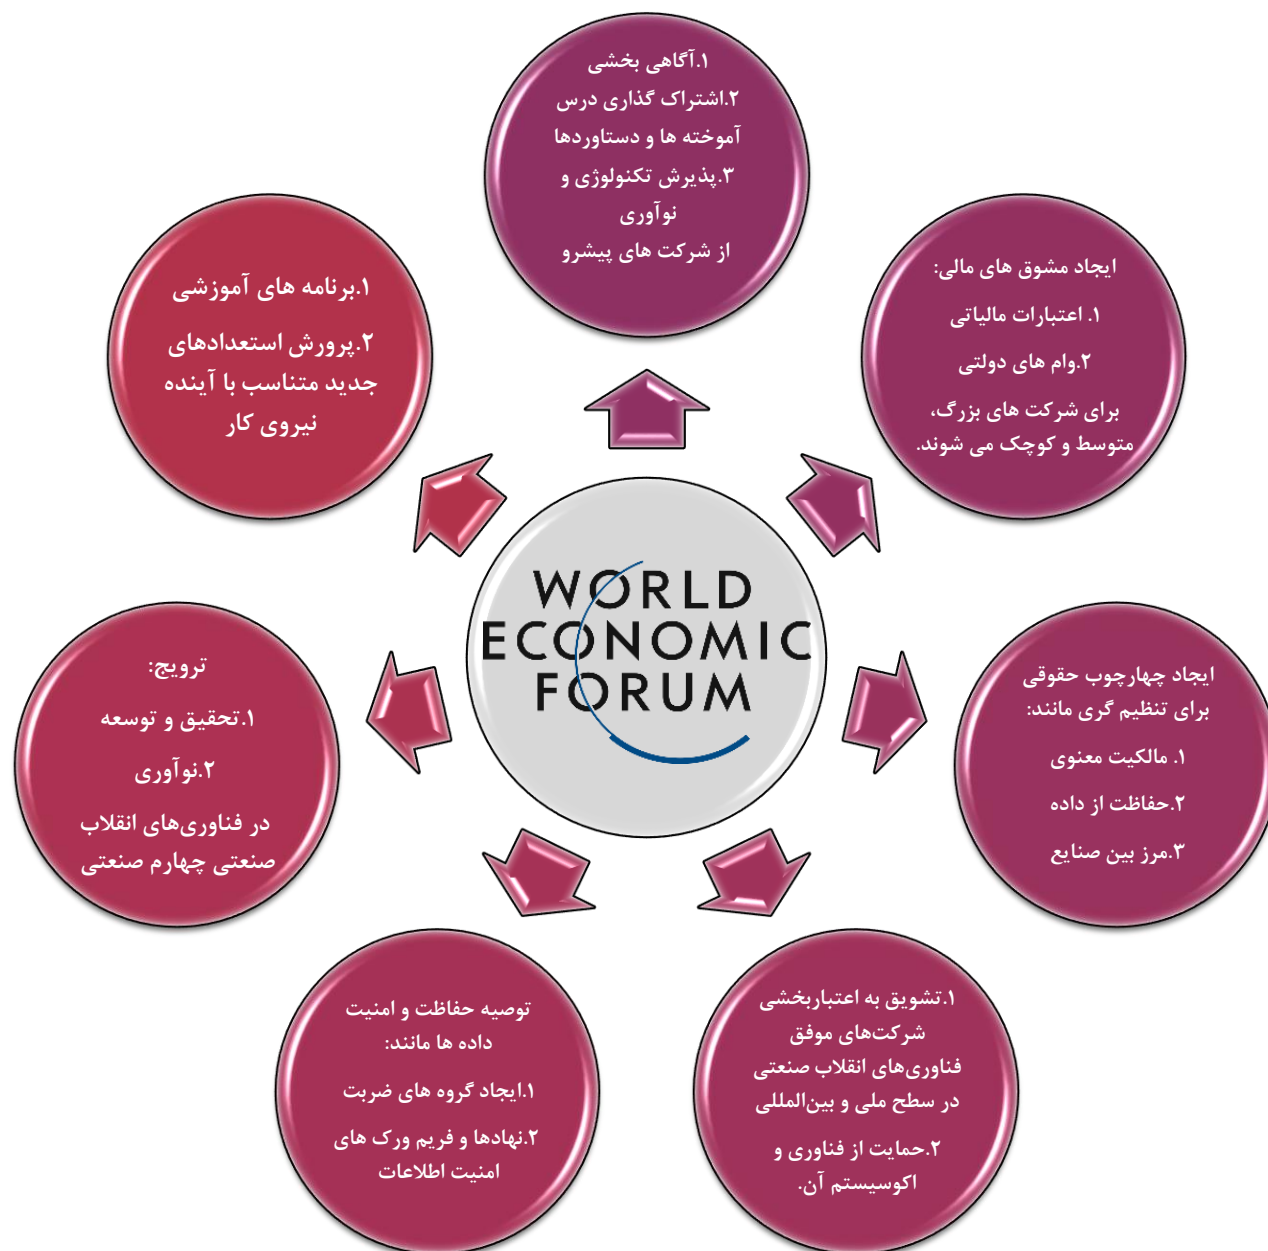 ۱.آگاهی بخشی
۲.اشتراک گذاری درس
آموخته ها و دستاوردها
۳.پذیرش تکنولوژی و
نوآوری
از شرکت های پیشرو
ایجاد مشوق های مالی:
۱. اعتبارات مالیاتی
۲.وام های دولتی
برای شرکت های بزرگ،
متوسط و کوچک می شوند.
ایجاد چهارچوب حقوقی
برای تنظیم گری مانند:
۱. مالکیت معنوی
۲.حفاظت از داده
۳.مرز بین صنایع
۱.تشویق به اعتباربخشی
شرکت‌های موفق
فناوری‌های انقلاب صنعتی
در سطح ملی و بین‌المللی
۲.حمایت از فناوری و
اکوسیستم آن.
توصیه حفاظت و امنیت
داده ها مانند:
۱.ایجاد گروه های ضربت
۲.نهادها و فریم ورک های
امنیت اطلاعات
ترویج:
۱.تحقیق و توسعه
۲.نوآوری
در فناوری‌های انقلاب
صنعتی چهارم صنعتی
۱.برنامه های آموزشی
۲.پرورش استعدادهای
جدید متناسب با آینده
نیروی کار
WORLD
ECONOMIC
FORUM